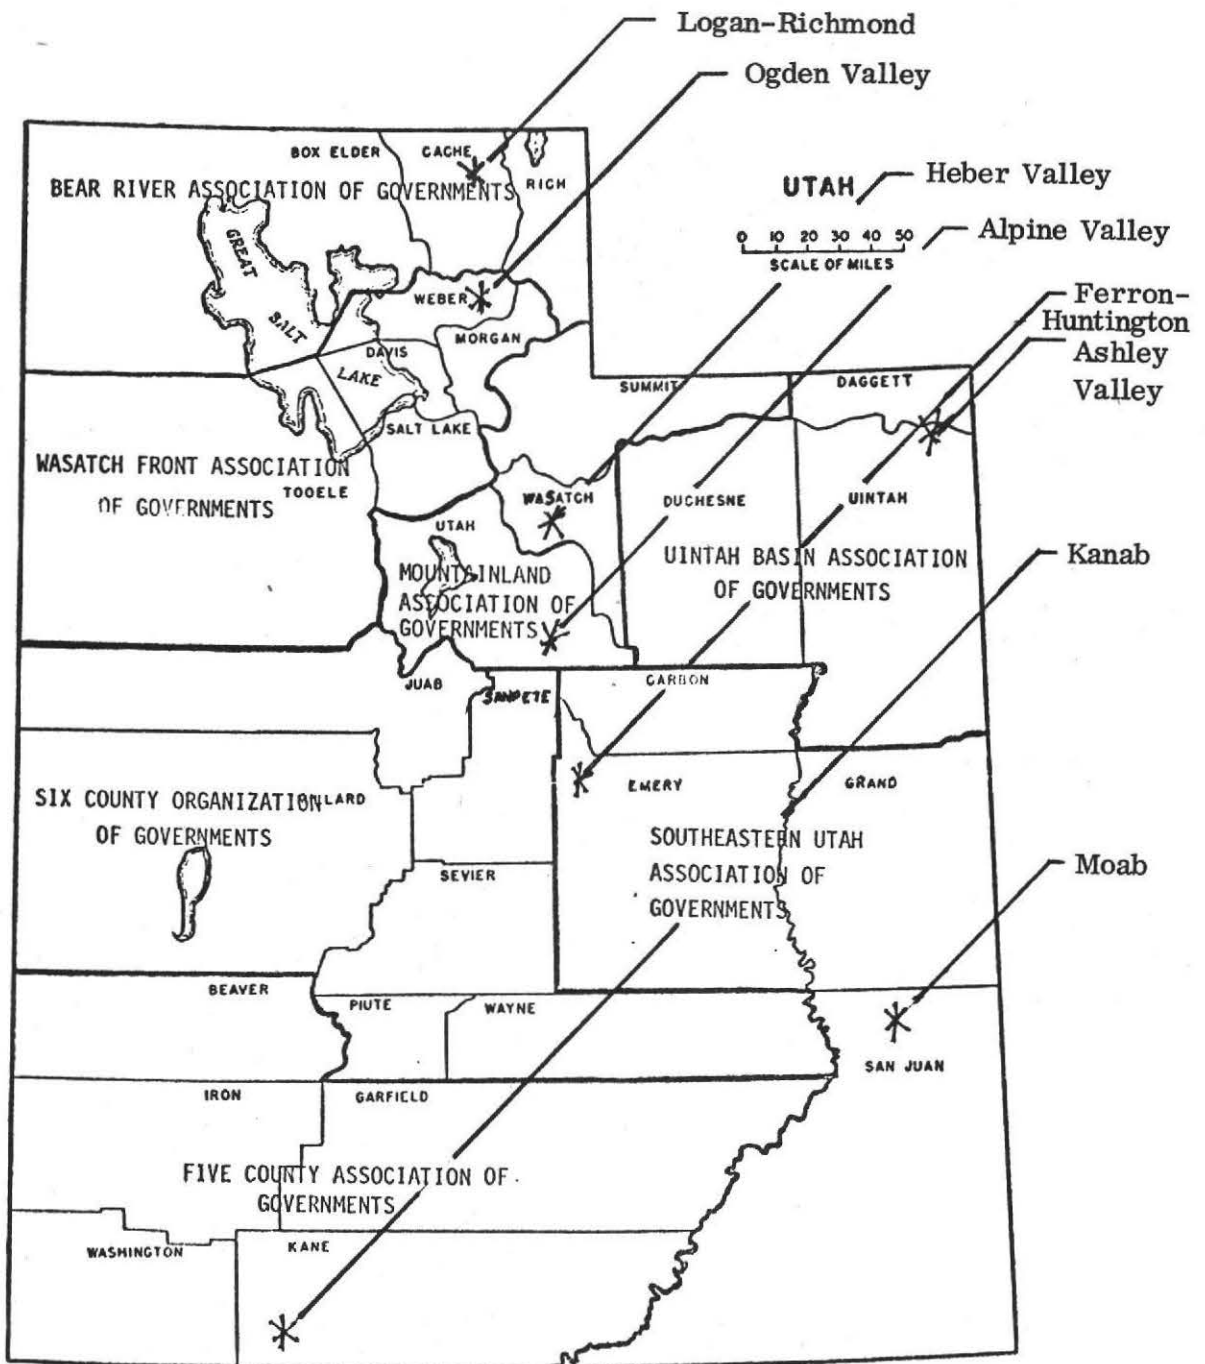 Logan-Richmond
Ogden Valley
BOX ELDER
CACHE
RICH
BEAR RIVER ASSOCIATION OF GOVERNMENTS
UTAH
Heber Valley
0 10 20 30 40 50
SCALE OF MILES
Alpine Valley
GREAT
SALT
LAKE
WEBER
MORGAN
DAVIS
Ferron-
Huntington
Ashley
Valley
SUMMIT
DAGGETT
SALT LAKE
WASATCH FRONT ASSOCIATION
TOOELE
OF GOVERNMENTS
WASATCH
DUCHESNE
UINTAH
UTAH
UINTAH BASIN ASSOCIATION
OF GOVERNMENTS
Kanab
MOUNTAINLAND
ASSOCIATION OF
GOVERNMENTS
JUAB
SANPETE
CARBON
EMERY
GRAND
SIX COUNTY ORGANIZATION
LARD
OF GOVERNMENTS
SOUTHEASTERN UTAH
ASSOCIATION OF
GOVERNMENTS
SEVIER
Moab
BEAVER
PIUTE
WAYNE
SAN JUAN
IRON
GARFIELD
FIVE COUNTY ASSOCIATION OF
GOVERNMENTS
WASHINGTON
KANE